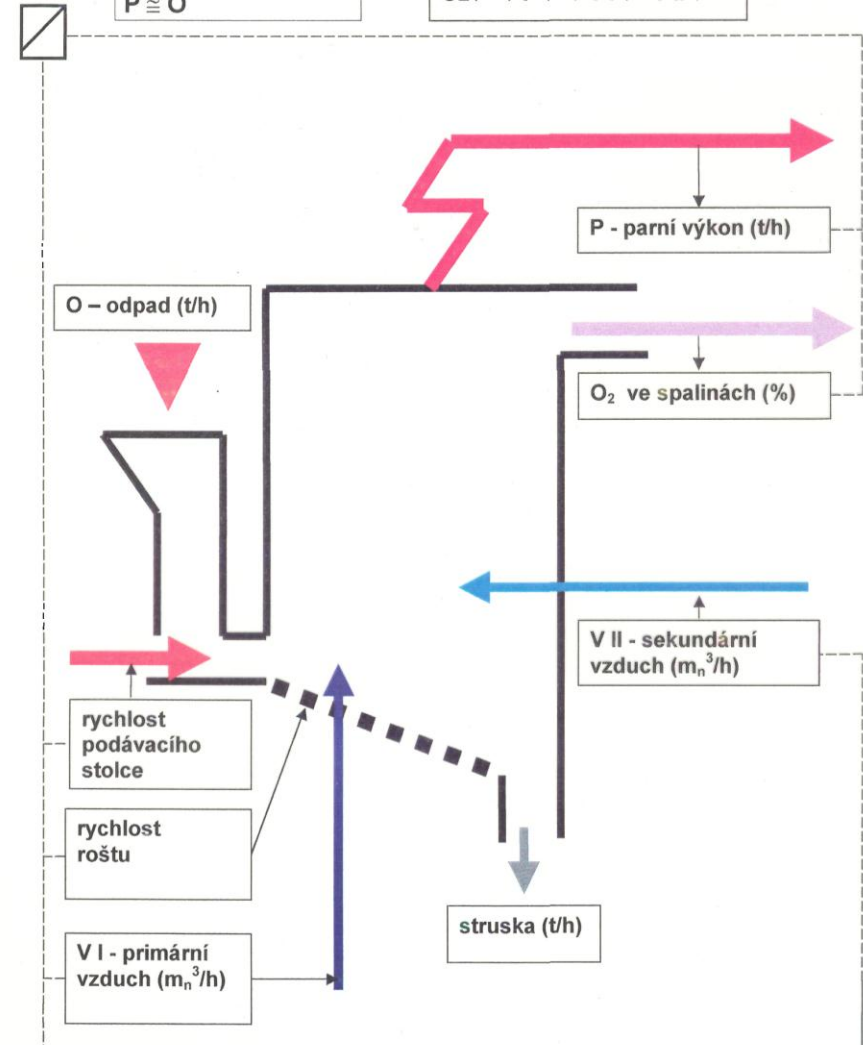 P ≅ O
P - parní výkon (t/h)
O – odpad (t/h)
O₂ ve spalinách (%)
V II - sekundární
vzduch (mₙ³/h)
rychlost
podávacího
stolce
rychlost
roštu
struska (t/h)
V I - primární
vzduch (mₙ³/h)